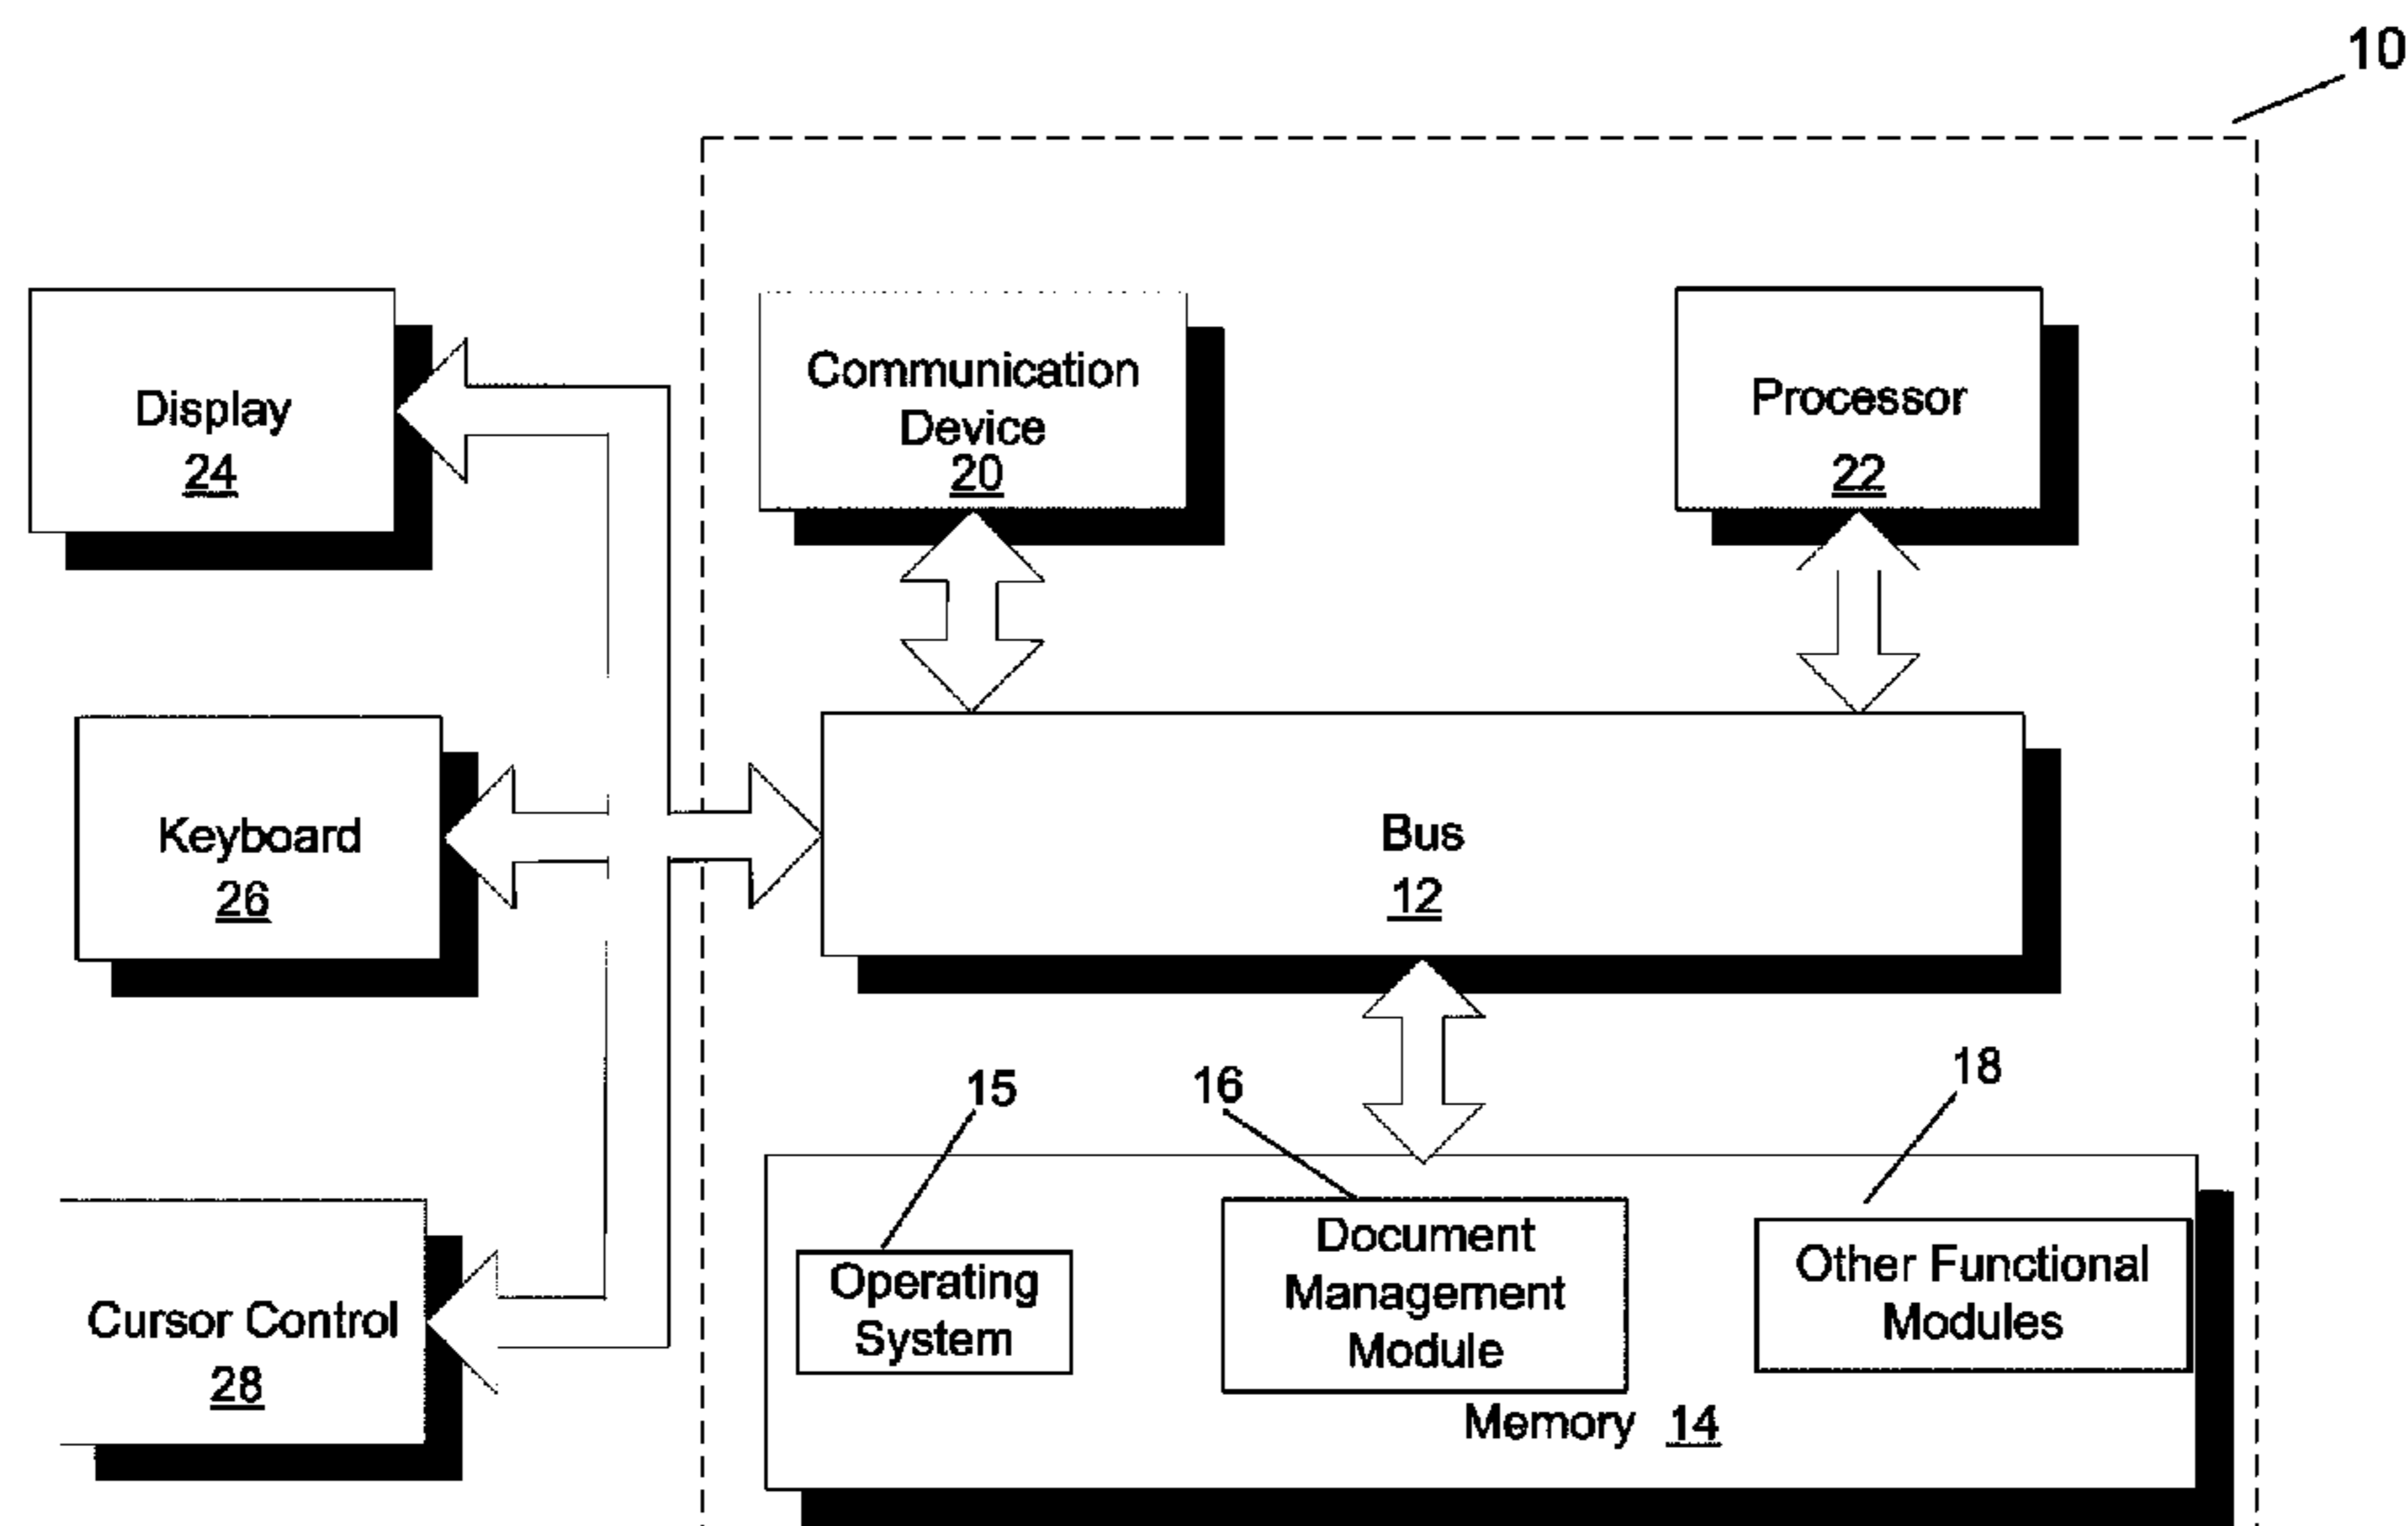 10
Display
24
Communication
Device
20
Processor
22
Keyboard
26
Bus
12
15
16
18
Cursor Control
28
Operating
System
Document
Management
Module
Other Functional
Modules
Memory 14